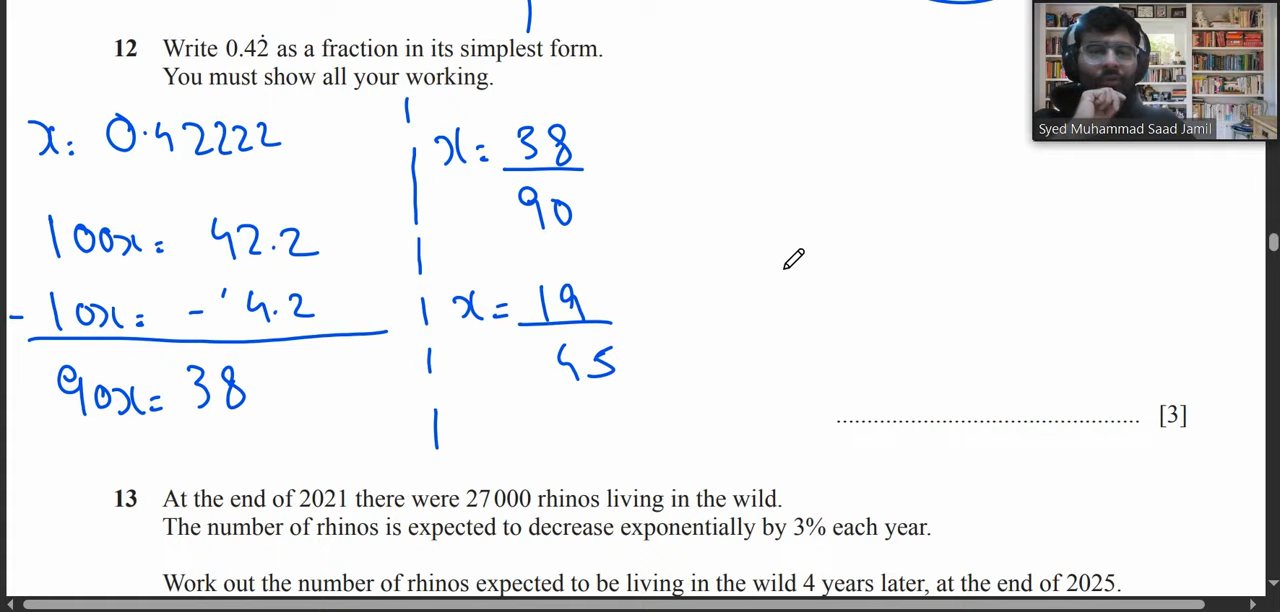 12 Write 0.42̇ as a fraction in its simplest form.
You must show all your working.
x: 0.42222
100x: 42.2
- 10x: - 4.2
90x= 38
x= 38
90
x= 19
45
[3]
13 At the end of 2021 there were 27000 rhinos living in the wild.
The number of rhinos is expected to decrease exponentially by 3% each year.
Work out the number of rhinos expected to be living in the wild 4 years later, at the end of 2025.
Syed Muhammad Saad Jamil